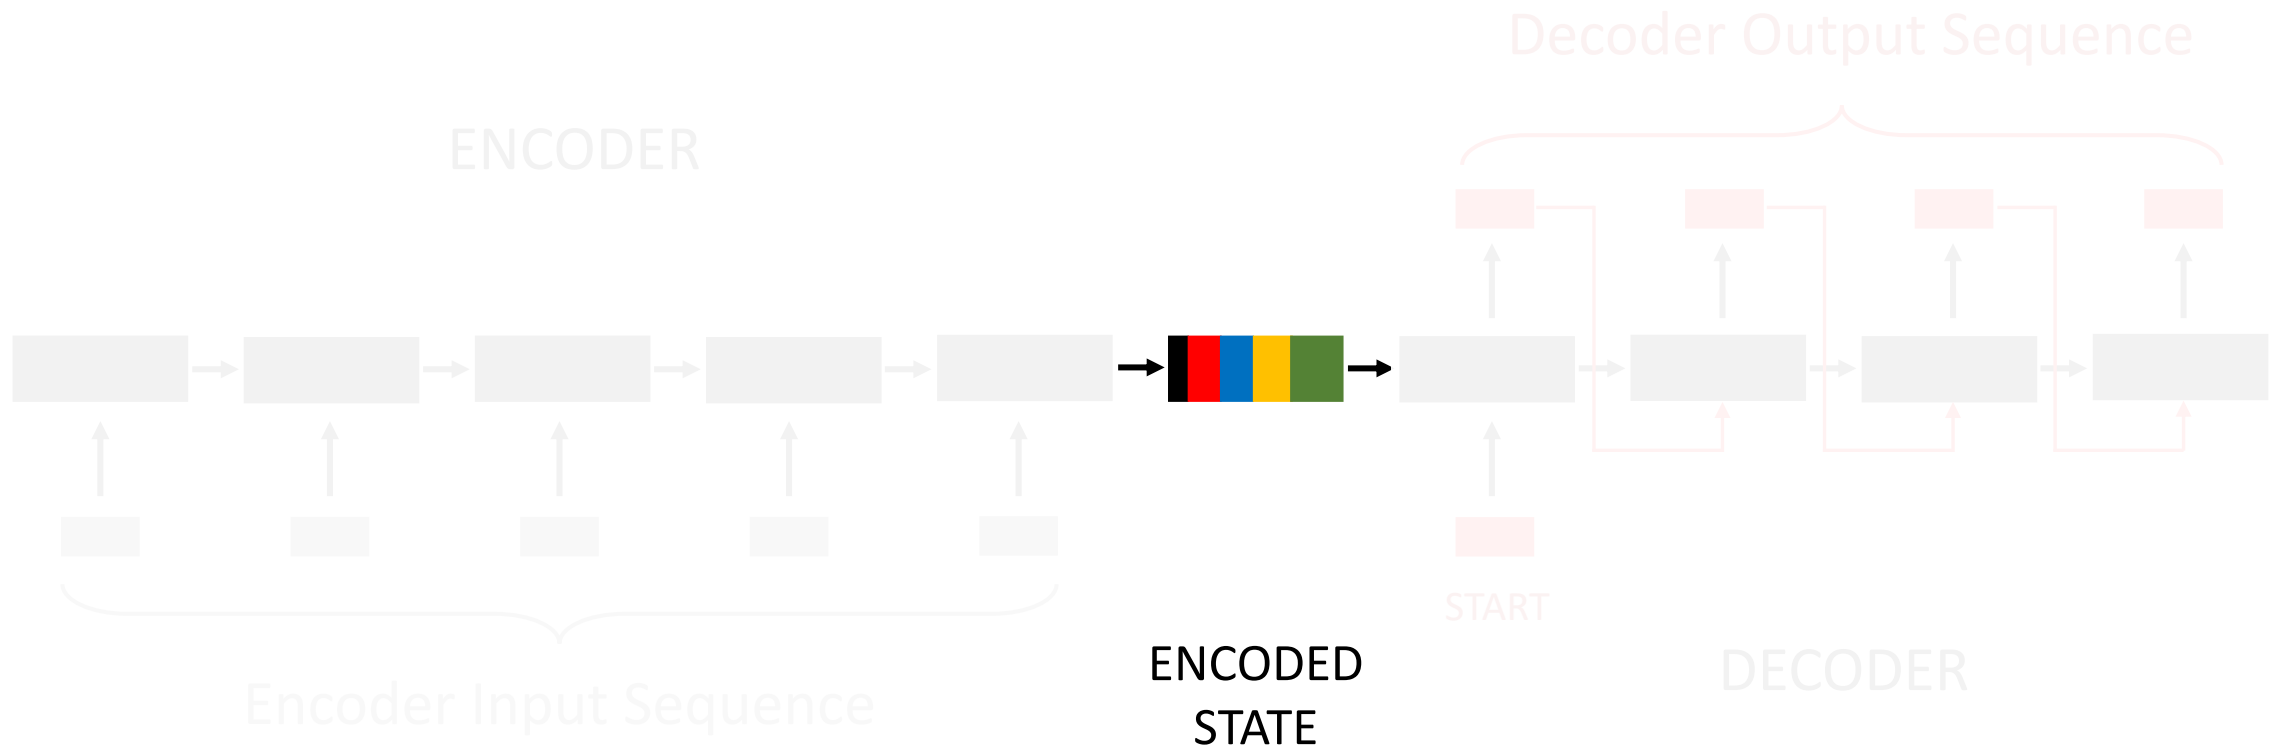 Decoder Output Sequence
ENCODER
START
ENCODED
STATE
DECODER
Encoder Input Sequence